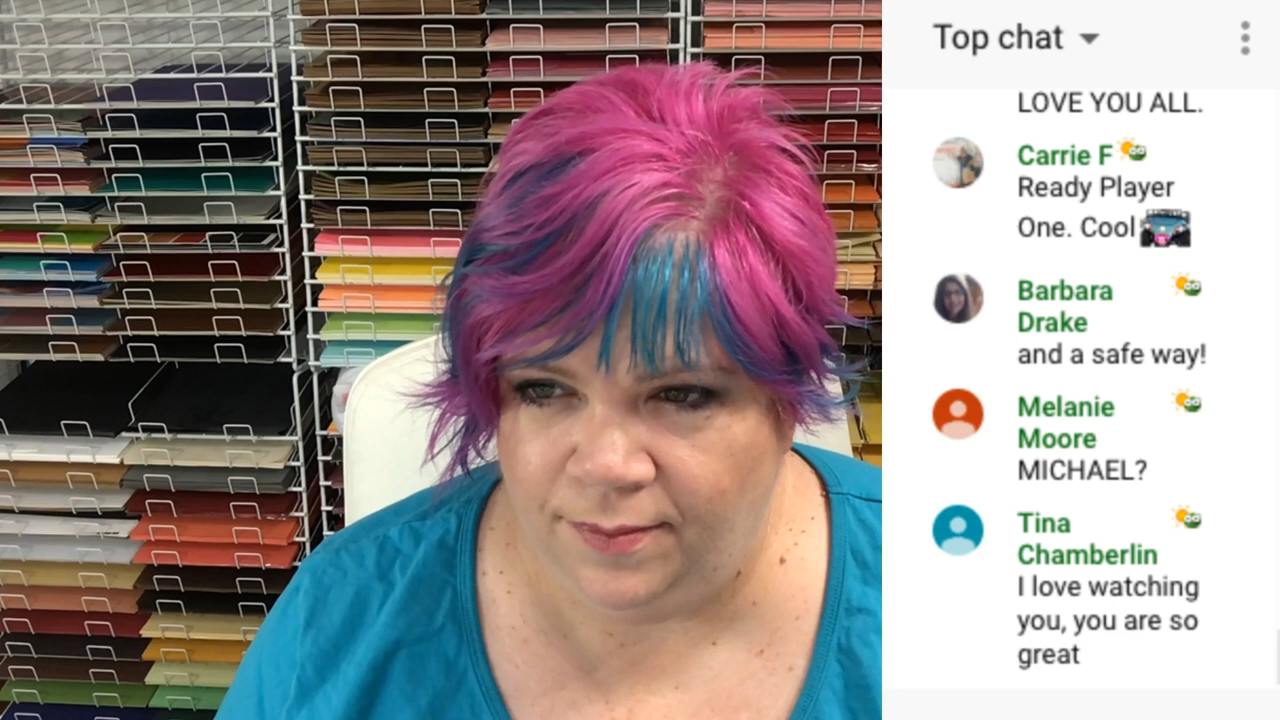 Top chat
LOVE YOU ALL.
Carrie F
Ready Player
One. Cool
Barbara
Drake
and a safe way!
Melanie
Moore
MICHAEL?
Tina
Chamberlin
I love watching
you, you are so
great